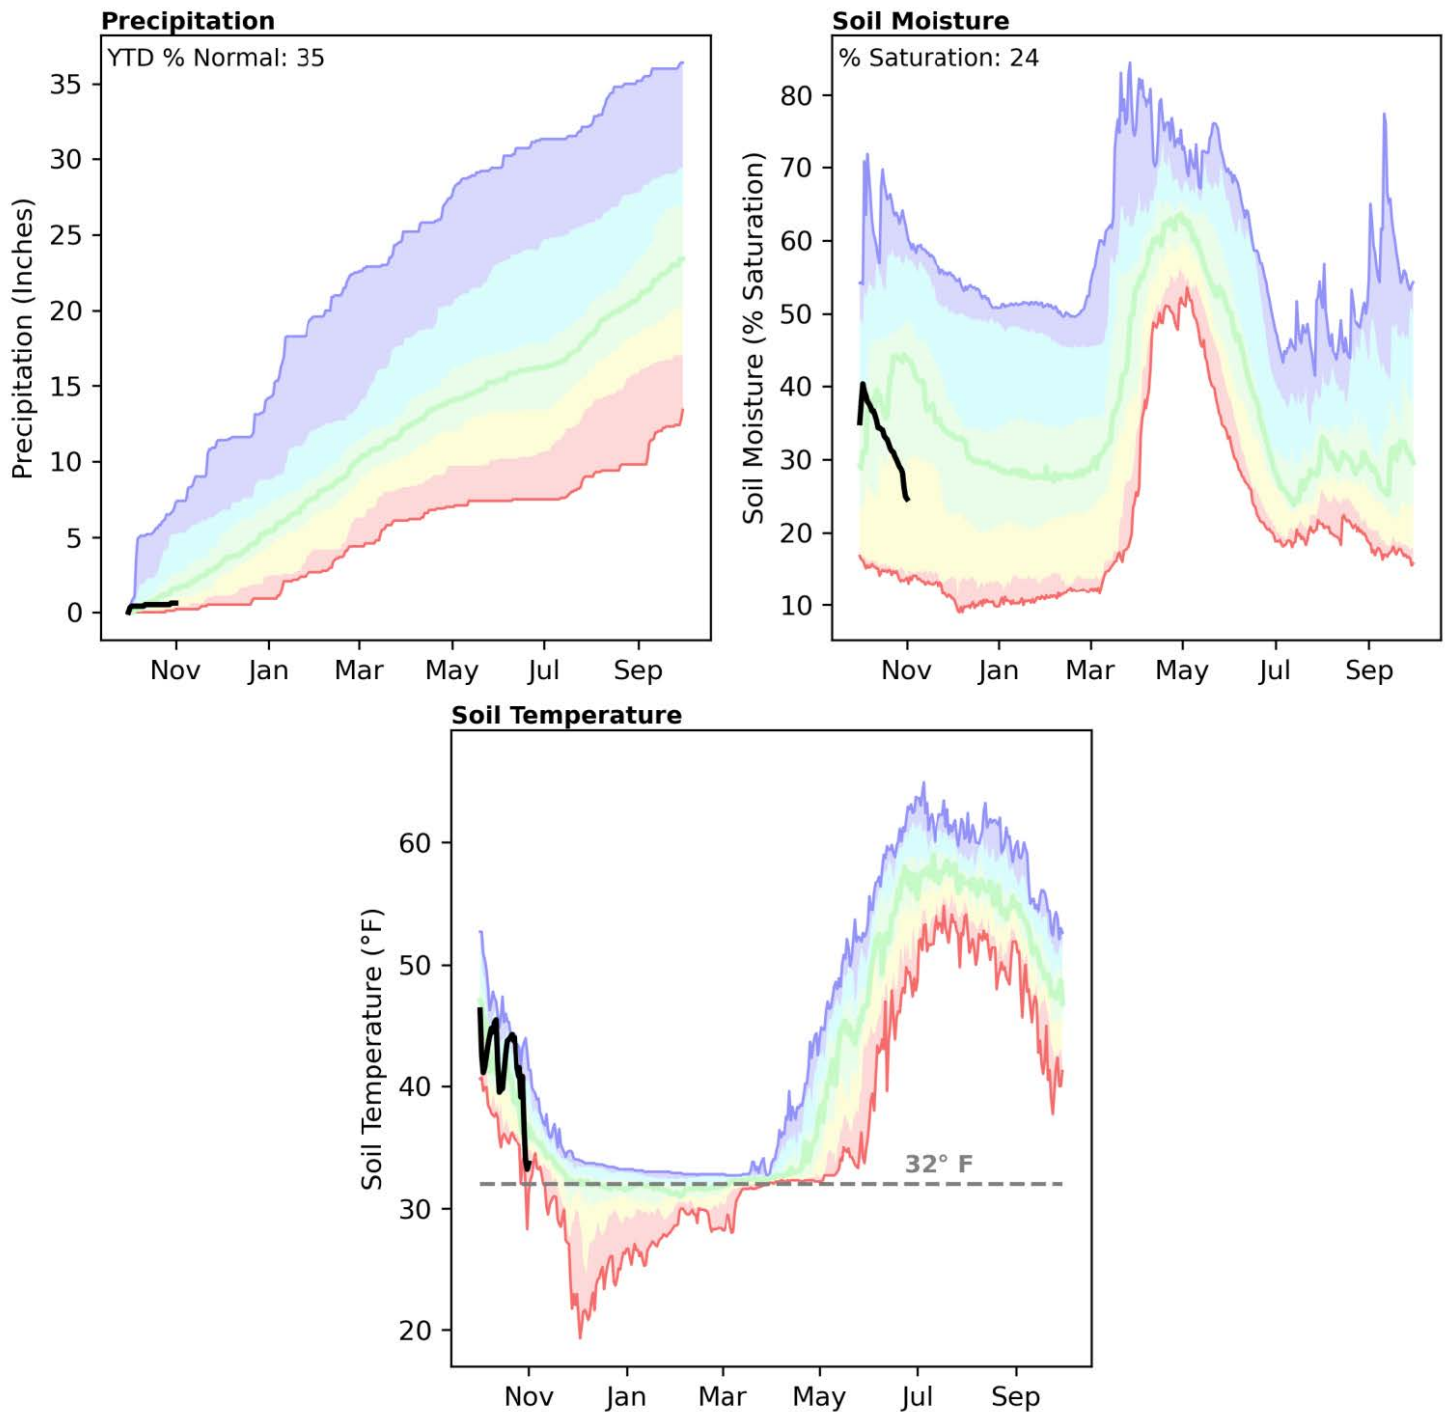 Precipitation
YTD % Normal: 35
Precipitation (Inches)
35
30
25
20
15
10
5
0
Nov Jan Mar May Jul Sep
Soil Moisture
% Saturation: 24
Soil Moisture (% Saturation)
80
70
60
50
40
30
20
10
Nov Jan Mar May Jul Sep
Soil Temperature
Soil Temperature (°F)
60
50
40
30
20
32° F
Nov Jan Mar May Jul Sep